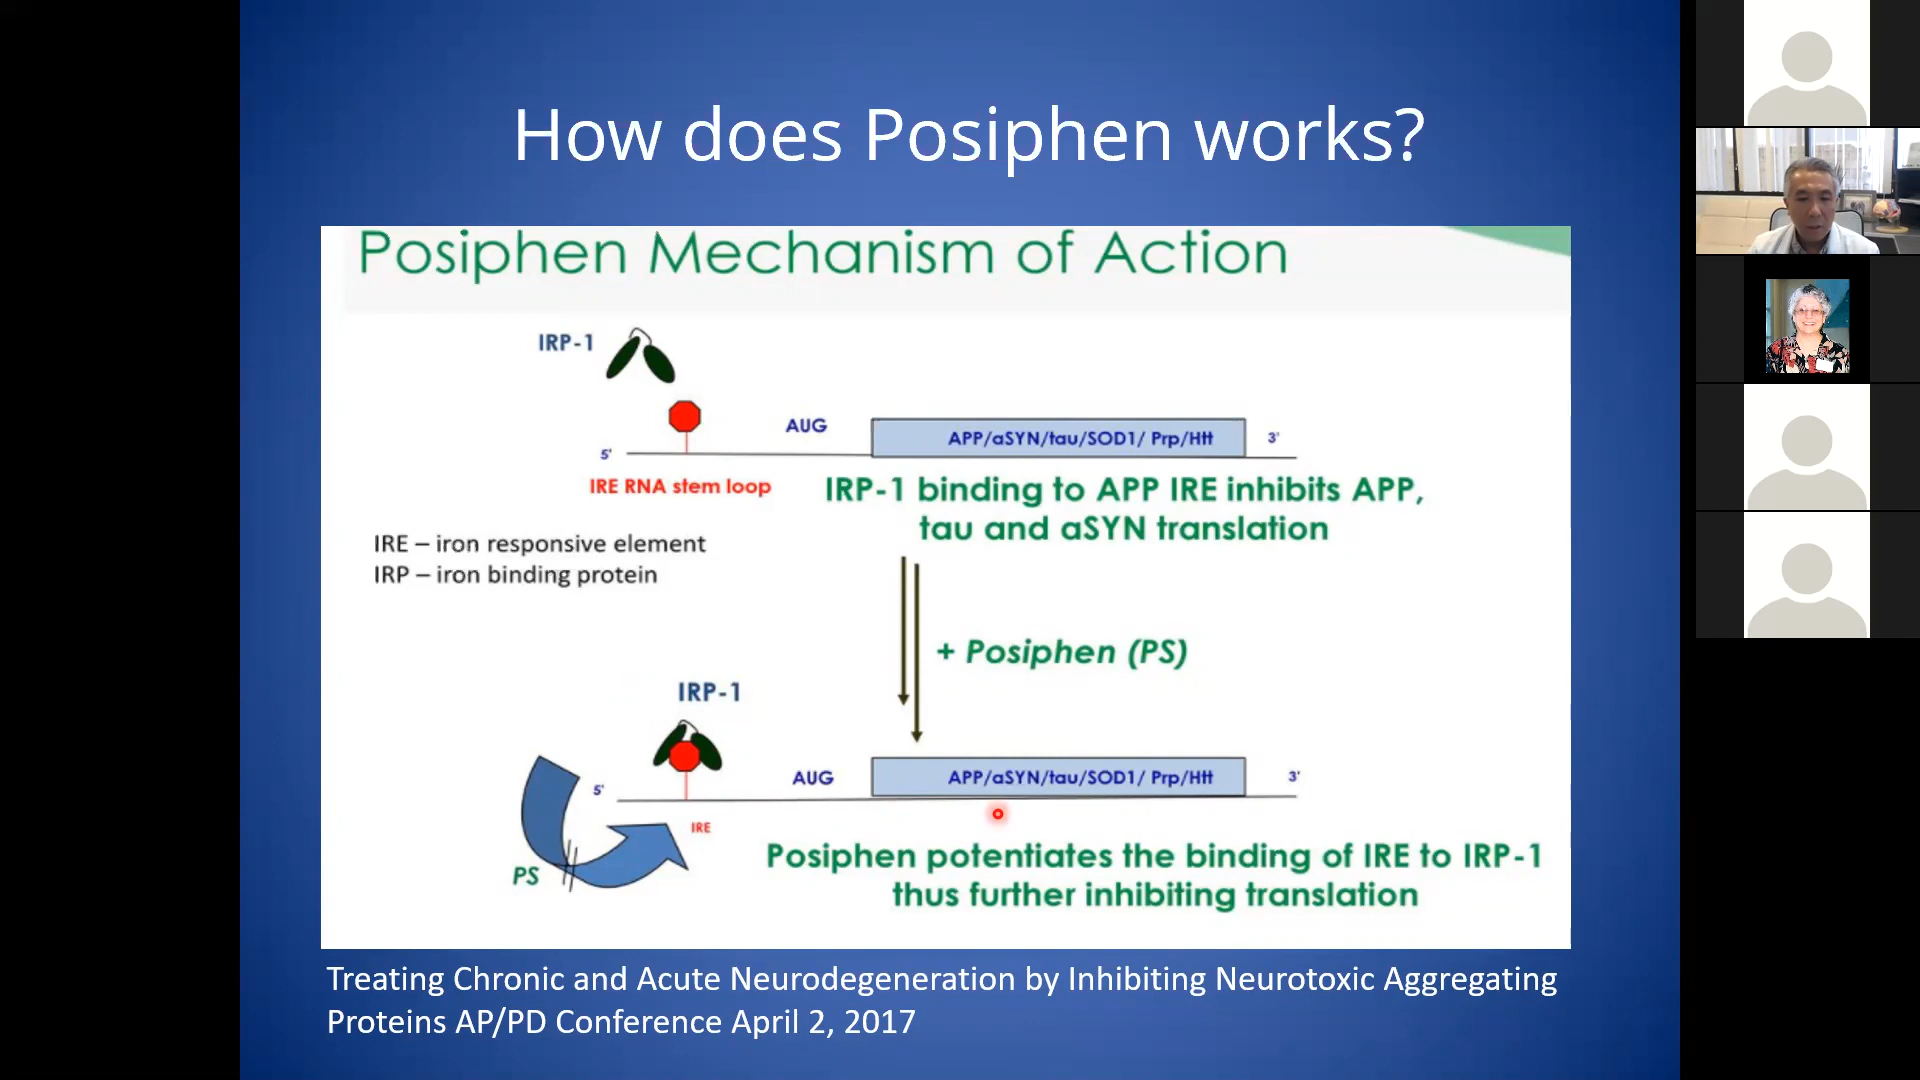 How does Posiphen works?
Posiphen Mechanism of Action
IRP-1
AUG
APP/aSYN/tau/SOD1/ Prp/Htt
3'
5'
IRE RNA stem loop
IRP-1 binding to APP IRE inhibits APP,
tau and aSYN translation
IRE – iron responsive element
IRP – iron binding protein
+ Posiphen (PS)
IRP-1
AUG
APP/aSYN/tau/SOD1/ Prp/Htt
3'
5'
IRE
PS
Posiphen potentiates the binding of IRE to IRP-1
thus further inhibiting translation
Treating Chronic and Acute Neurodegeneration by Inhibiting Neurotoxic Aggregating
Proteins AP/PD Conference April 2, 2017